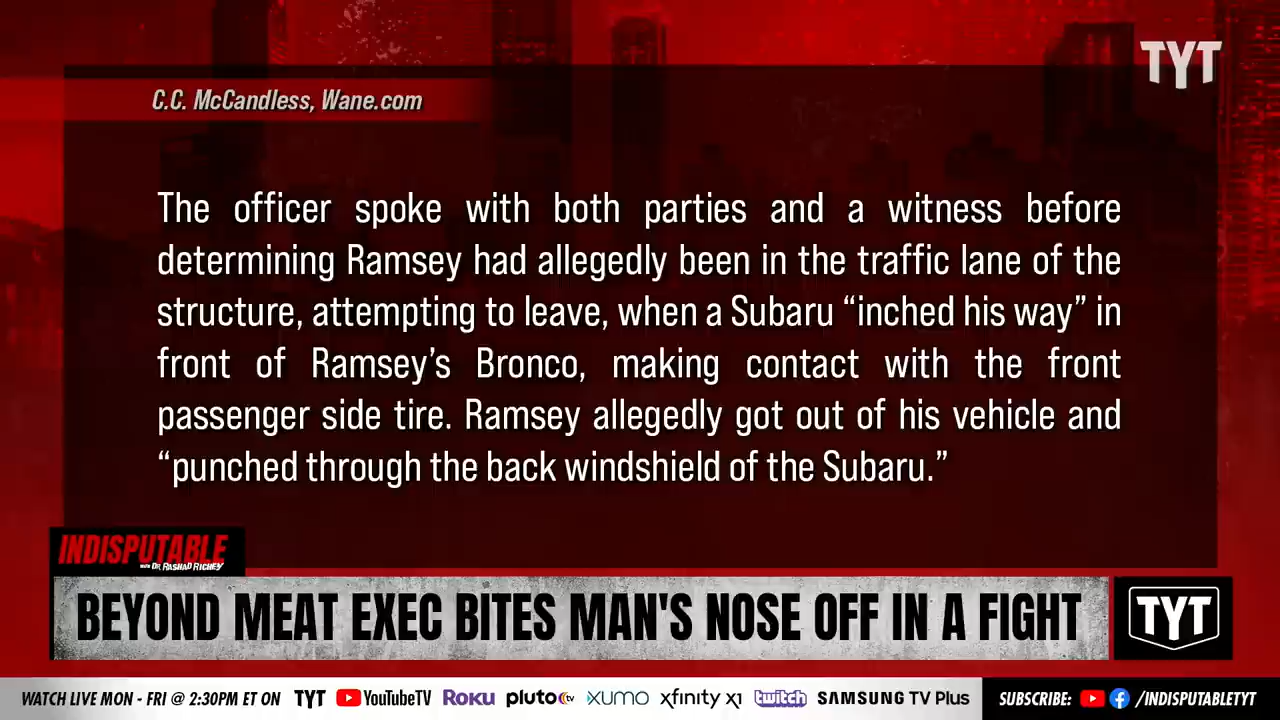 TYT
C.C. McCandless, Wane.com
The officer spoke with both parties and a witness before
determining Ramsey had allegedly been in the traffic lane of the
structure, attempting to leave, when a Subaru “inched his way” in
front of Ramsey’s Bronco, making contact with the front
passenger side tire. Ramsey allegedly got out of his vehicle and
“punched through the back windshield of the Subaru.”
INDISPUTABLE
WITH DR. RASHAD RICHEY
BEYOND MEAT EXEC BITES MAN'S NOSE OFF IN A FIGHT
TYT
WATCH LIVE MON - FRI @ 2:30PM ET ON TYT YouTubeTV Roku pluto tv xumo xfinity x1 twitch SAMSUNG TV Plus SUBSCRIBE: /INDISPUTABLETYT